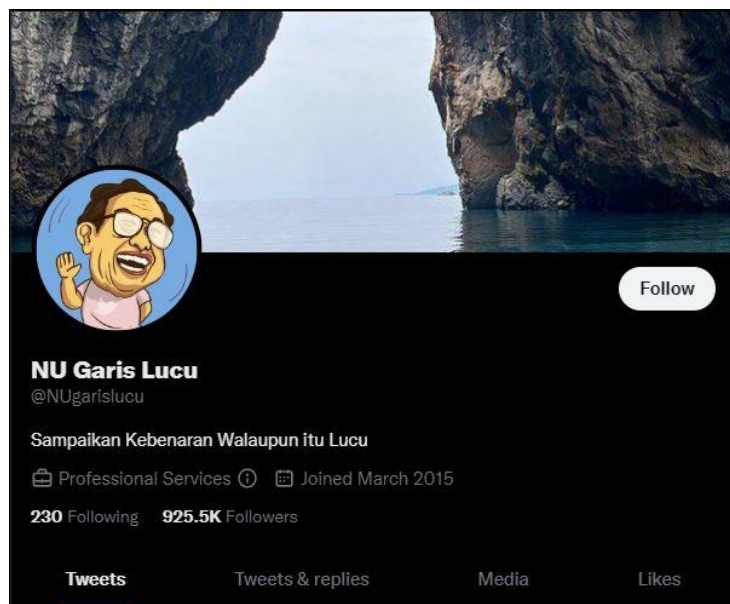 Follow
NU Garis Lucu
@NUgarislucu
Sampaikan Kebenaran Walaupun itu Lucu
Professional Services Joined March 2015
230 Following 925.5K Followers
Tweets Tweets & replies Media Likes